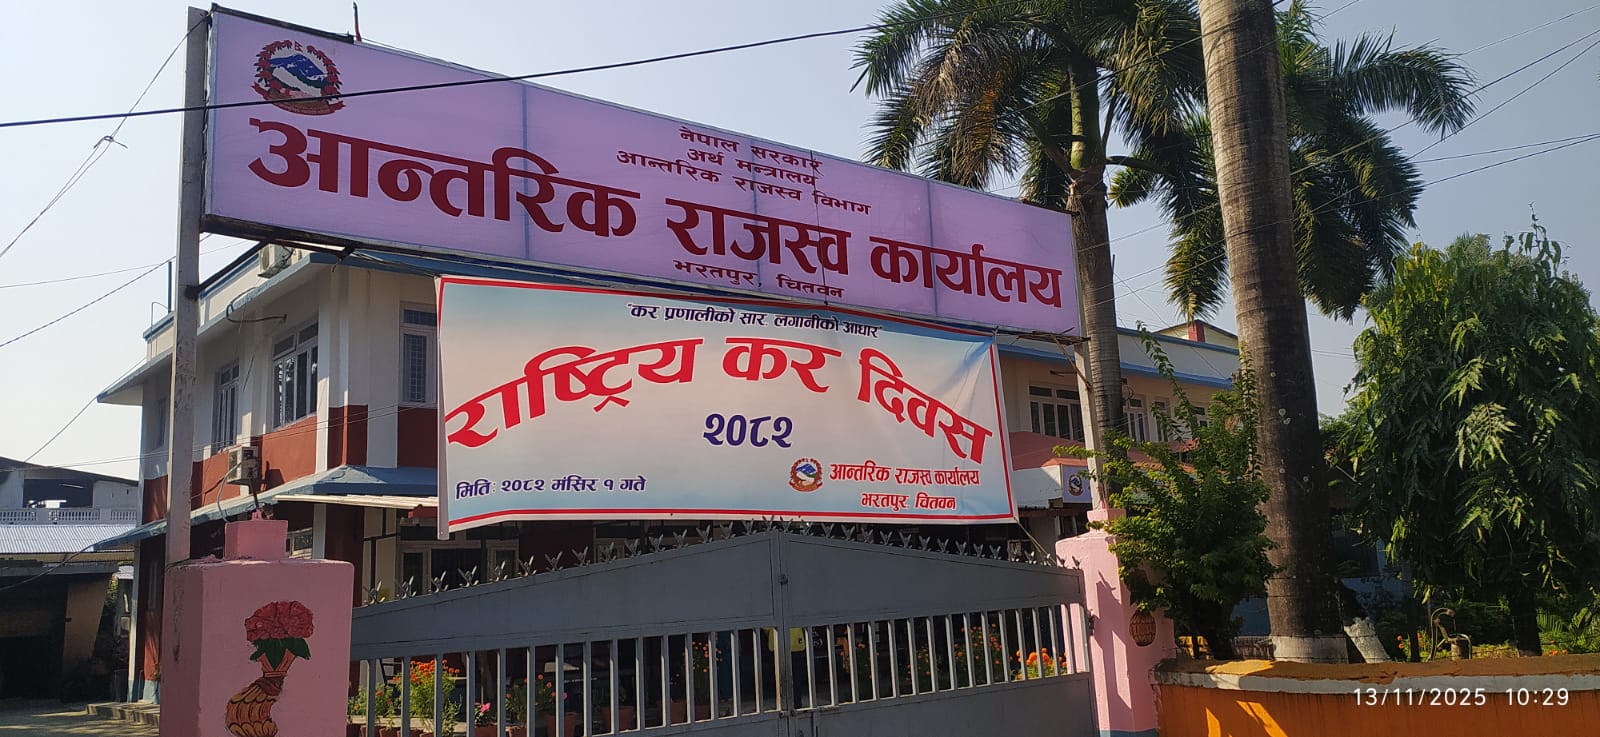 नेपाल सरकार
अर्थ मन्त्रालय
आन्तरिक राजस्व विभाग
आन्तरिक राजस्व कार्यालय
भरतपुर, चितवन
"कर प्रणालीको सार, लगानीको आधार"
राष्ट्रिय कर दिवस
२०८२
मिति: २०८२ मंसिर १ गते
आन्तरिक राजस्व कार्यालय
भरतपुर, चितवन
13/11/2025 10:29